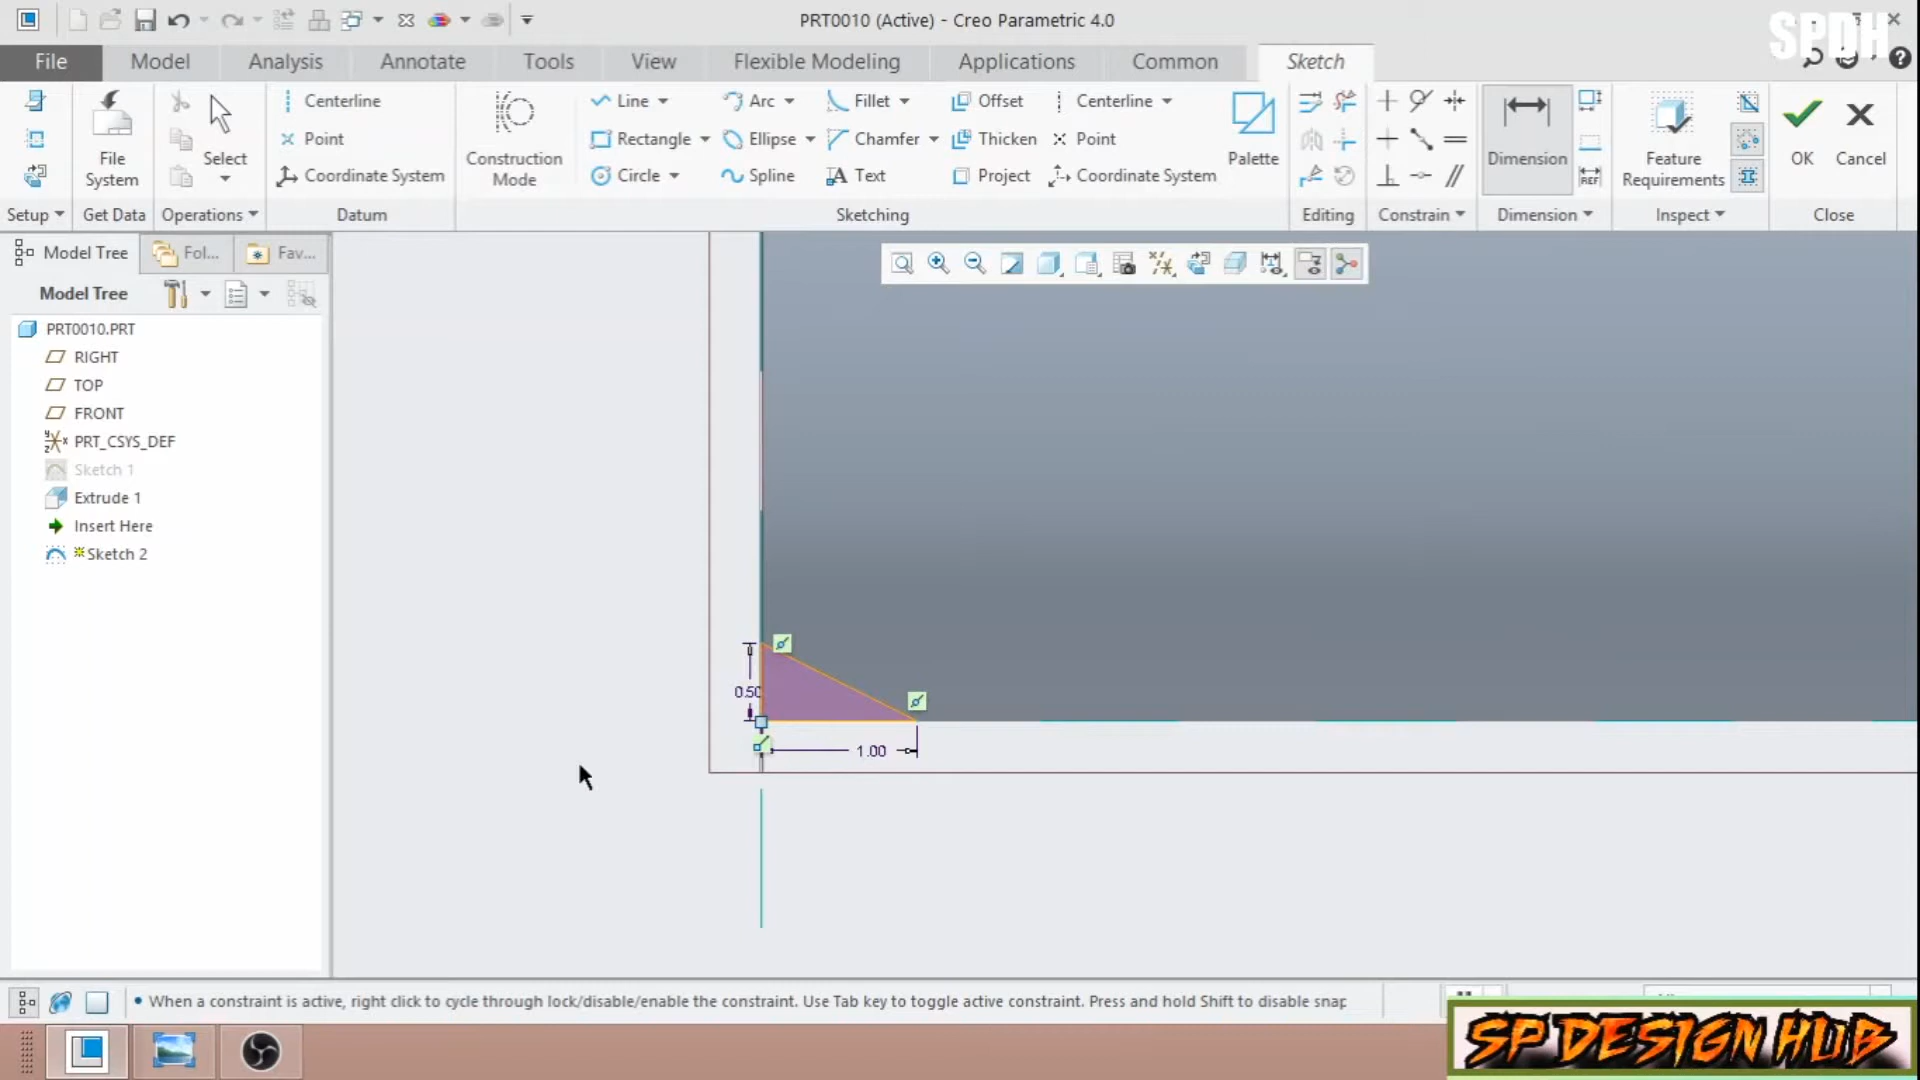 PRT0010 (Active) - Creo Parametric 4.0
SPDH
File Model Analysis Annotate Tools View Flexible Modeling Applications Common Sketch
Centerline Line Arc Fillet Offset Centerline
Point Rectangle Ellipse Chamfer Thicken Point
File System Select Coordinate System Construction Mode Circle Spline Text Project Coordinate System Palette Dimension REF Feature Requirements OK Cancel
Setup Get Data Operations Datum Sketching Editing Constrain Dimension Inspect Close
Model Tree Fol... Fav...
Model Tree
PRT0010.PRT
RIGHT
TOP
FRONT
PRT_CSYS_DEF
Sketch 1
Extrude 1
Insert Here
Sketch 2
0.50
1.00
When a constraint is active, right click to cycle through lock/disable/enable the constraint. Use Tab key to toggle active constraint. Press and hold Shift to disable snap
SP DESIGN HUB